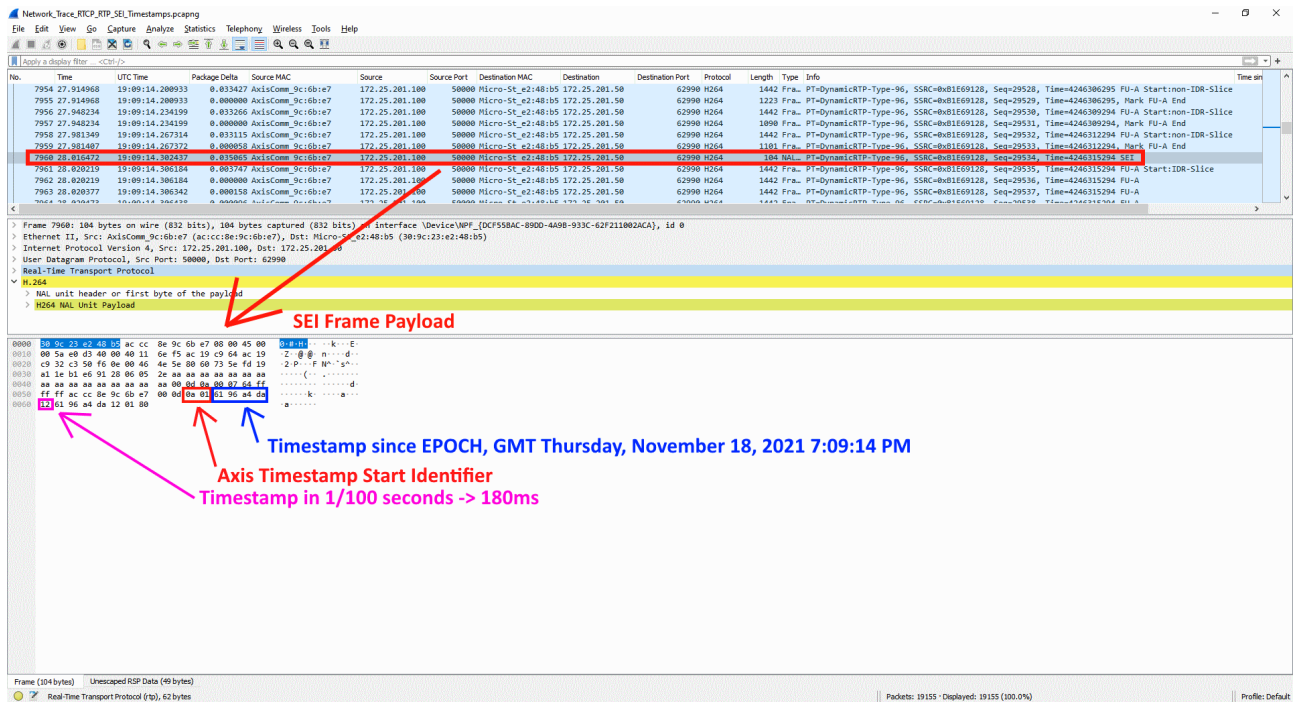 Network_Trace_RTCP_RTP_SEI_Timestamps.pcapng
File Edit View Go Capture Analyze Statistics Telephony Wireless Tools Help
Apply a display filter ... <Ctrl-/>
No. Time UTC Time Package Delta Source MAC Source Source Port Destination MAC Destination Destination Port Protocol Length Type Info Time sin
7954 27.914968 19:09:14.200933 0.033427 AxisComm_9c:6b:e7 172.25.201.100 50000 Micro-St_e2:48:b5 172.25.201.50 62990 H264 1442 Fra… PT=DynamicRTP-Type-96, SSRC=0xB1E69128, Seq=29528, Time=4246306295 FU-A Start:non-IDR-Slice
7955 27.914968 19:09:14.200933 0.000000 AxisComm_9c:6b:e7 172.25.201.100 50000 Micro-St_e2:48:b5 172.25.201.50 62990 H264 1223 Fra… PT=DynamicRTP-Type-96, SSRC=0xB1E69128, Seq=29529, Time=4246306295, Mark FU-A End
7956 27.948234 19:09:14.234199 0.033266 AxisComm_9c:6b:e7 172.25.201.100 50000 Micro-St_e2:48:b5 172.25.201.50 62990 H264 1442 Fra… PT=DynamicRTP-Type-96, SSRC=0xB1E69128, Seq=29530, Time=4246309294 FU-A Start:non-IDR-Slice
7957 27.948234 19:09:14.234199 0.000000 AxisComm_9c:6b:e7 172.25.201.100 50000 Micro-St_e2:48:b5 172.25.201.50 62990 H264 1090 Fra… PT=DynamicRTP-Type-96, SSRC=0xB1E69128, Seq=29531, Time=4246309294, Mark FU-A End
7958 27.981349 19:09:14.267314 0.033115 AxisComm_9c:6b:e7 172.25.201.100 50000 Micro-St_e2:48:b5 172.25.201.50 62990 H264 1442 Fra… PT=DynamicRTP-Type-96, SSRC=0xB1E69128, Seq=29532, Time=4246312294 FU-A Start:non-IDR-Slice
7959 27.981407 19:09:14.267372 0.000058 AxisComm_9c:6b:e7 172.25.201.100 50000 Micro-St_e2:48:b5 172.25.201.50 62990 H264 1101 Fra… PT=DynamicRTP-Type-96, SSRC=0xB1E69128, Seq=29533, Time=4246312294, Mark FU-A End
7960 28.016472 19:09:14.302437 0.035065 AxisComm_9c:6b:e7 172.25.201.100 50000 Micro-St_e2:48:b5 172.25.201.50 62990 H264 104 NAL… PT=DynamicRTP-Type-96, SSRC=0xB1E69128, Seq=29534, Time=4246315294 SEI
7961 28.020219 19:09:14.306184 0.003747 AxisComm_9c:6b:e7 172.25.201.100 50000 Micro-St_e2:48:b5 172.25.201.50 62990 H264 1442 Fra… PT=DynamicRTP-Type-96, SSRC=0xB1E69128, Seq=29535, Time=4246315294 FU-A Start:IDR-Slice
7962 28.020219 19:09:14.306184 0.000000 AxisComm_9c:6b:e7 172.25.201.100 50000 Micro-St_e2:48:b5 172.25.201.50 62990 H264 1442 Fra… PT=DynamicRTP-Type-96, SSRC=0xB1E69128, Seq=29536, Time=4246315294 FU-A
7963 28.020377 19:09:14.306342 0.000158 AxisComm_9c:6b:e7 172.25.201.100 50000 Micro-St_e2:48:b5 172.25.201.50 62990 H264 1442 Fra… PT=DynamicRTP-Type-96, SSRC=0xB1E69128, Seq=29537, Time=4246315294 FU-A
Frame 7960: 104 bytes on wire (832 bits), 104 bytes captured (832 bits) on interface \Device\NPF_{DCF55BAC-89DD-4A9B-933C-62F211002ACA}, id 0
Ethernet II, Src: AxisComm_9c:6b:e7 (ac:cc:8e:9c:6b:e7), Dst: Micro-St_e2:48:b5 (30:9c:23:e2:48:b5)
Internet Protocol Version 4, Src: 172.25.201.100, Dst: 172.25.201.50
User Datagram Protocol, Src Port: 50000, Dst Port: 62990
Real-Time Transport Protocol
H.264
NAL unit header or first byte of the payload
H264 NAL Unit Payload
SEI Frame Payload
0000 30 9c 23 e2 48 b5 ac cc 8e 9c 6b e7 08 00 45 00 0·#·H··· ··k···E·
0010 00 5a e0 d3 40 00 40 11 6e f5 ac 19 c9 64 ac 19 ·Z··@·@· n····d··
0020 c9 32 c3 50 f6 0e 00 46 4e 5e 80 60 73 5e fd 19 ·2·P···F N^·`s^··
0030 a1 1e b1 e6 91 28 06 05 2e aa aa aa aa aa aa aa ·····(·· .·······
0040 aa aa aa aa aa aa aa aa aa 00 0d 0a 00 07 64 ff ········ ······d·
0050 ff ff ac cc 8e 9c 6b e7 00 0d 0a 01 61 96 a4 da ······k· ····a···
0060 12 61 96 a4 da 12 01 80 ·a······
Timestamp since EPOCH, GMT Thursday, November 18, 2021 7:09:14 PM
Axis Timestamp Start Identifier
Timestamp in 1/100 seconds -> 180ms
Frame (104 bytes) Unescaped RSP Data (49 bytes)
Real-Time Transport Protocol (rtp), 62 bytes Packets: 19155 · Displayed: 19155 (100.0%) Profile: Default